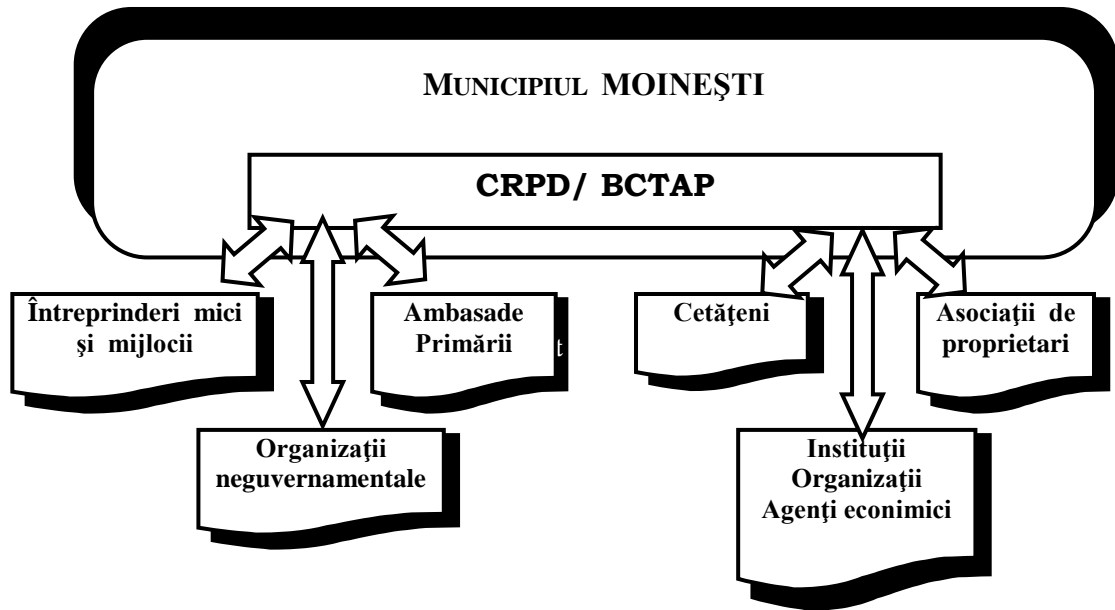 MUNICIPIUL MOINEŞTI
CRPD/ BCTAP
Întreprinderi mici
şi mijlocii
Ambasade
Primării
t
Cetăţeni
Asociaţii de
proprietari
Organizaţii
neguvernamentale
Instituţii
Organizaţii
Agenţi econimici